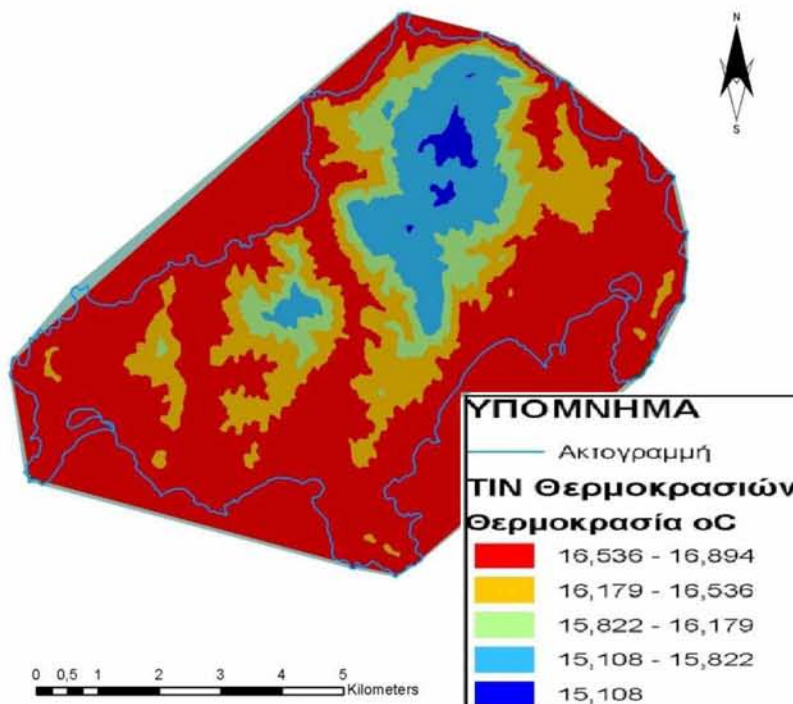 N
S
ΥΠΟΜΝΗΜΑ
Ακτογραμμή
TIN Θερμοκρασιών
Θερμοκρασία οC
16,536 - 16,894
16,179 - 16,536
15,822 - 16,179
15,108 - 15,822
15,108
0 0,5 1 2 3 4 5
Kilometers